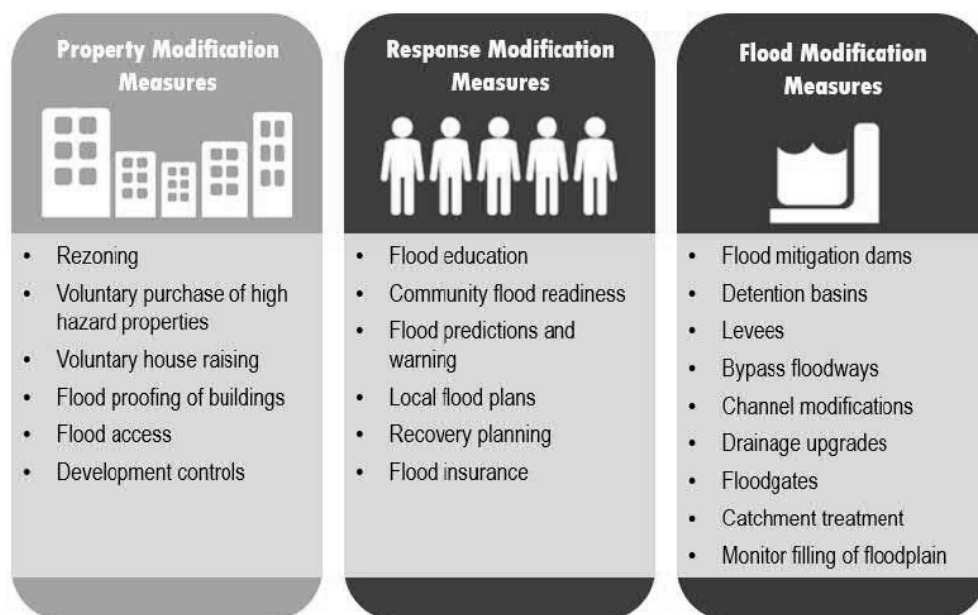 Property Modification
Measures
• Rezoning
• Voluntary purchase of high
hazard properties
• Voluntary house raising
• Flood proofing of buildings
• Flood access
• Development controls
Response Modification
Measures
• Flood education
• Community flood readiness
• Flood predictions and
warning
• Local flood plans
• Recovery planning
• Flood insurance
Flood Modification
Measures
• Flood mitigation dams
• Detention basins
• Levees
• Bypass floodways
• Channel modifications
• Drainage upgrades
• Floodgates
• Catchment treatment
• Monitor filling of floodplain